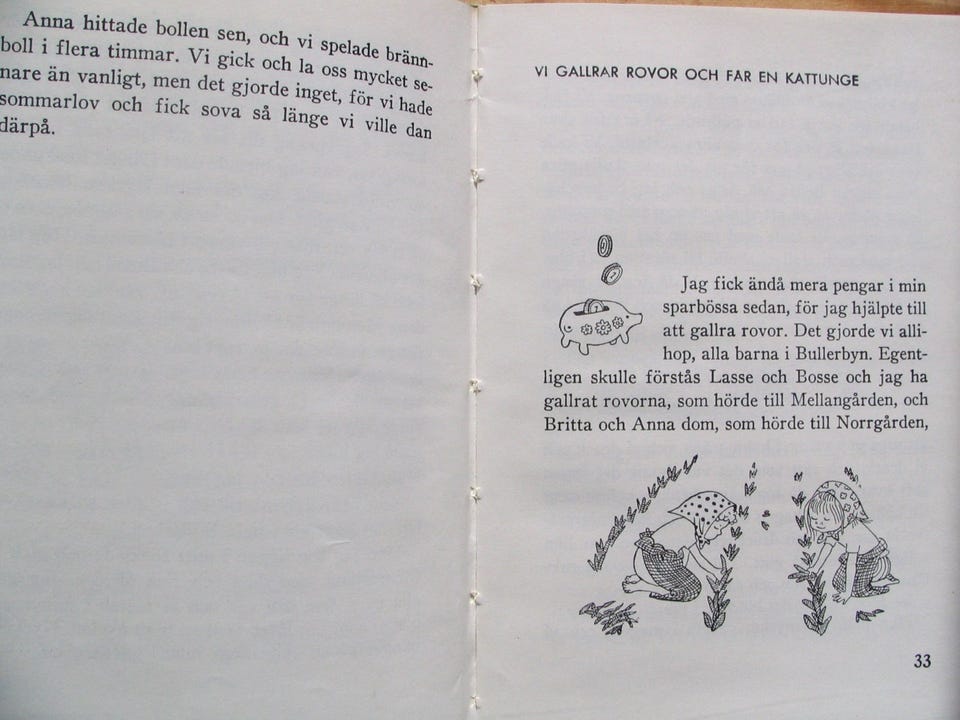 Anna hittade bollen sen, och vi spelade bränn-
boll i flera timmar. Vi gick och la oss mycket se-
nare än vanligt, men det gjorde inget, för vi hade
sommarlov och fick sova så länge vi ville dan
därpå.
VI GALLRAR ROVOR OCH FÅR EN KATTUNGE
Jag fick ändå mera pengar i min
sparbössa sedan, för jag hjälpte till
att gallra rovor. Det gjorde vi alli-
hop, alla barna i Bullerbyn. Egent-
ligen skulle förstås Lasse och Bosse och jag ha
gallrat rovorna, som hörde till Mellangården, och
Britta och Anna dom, som hörde till Norrgården,
33